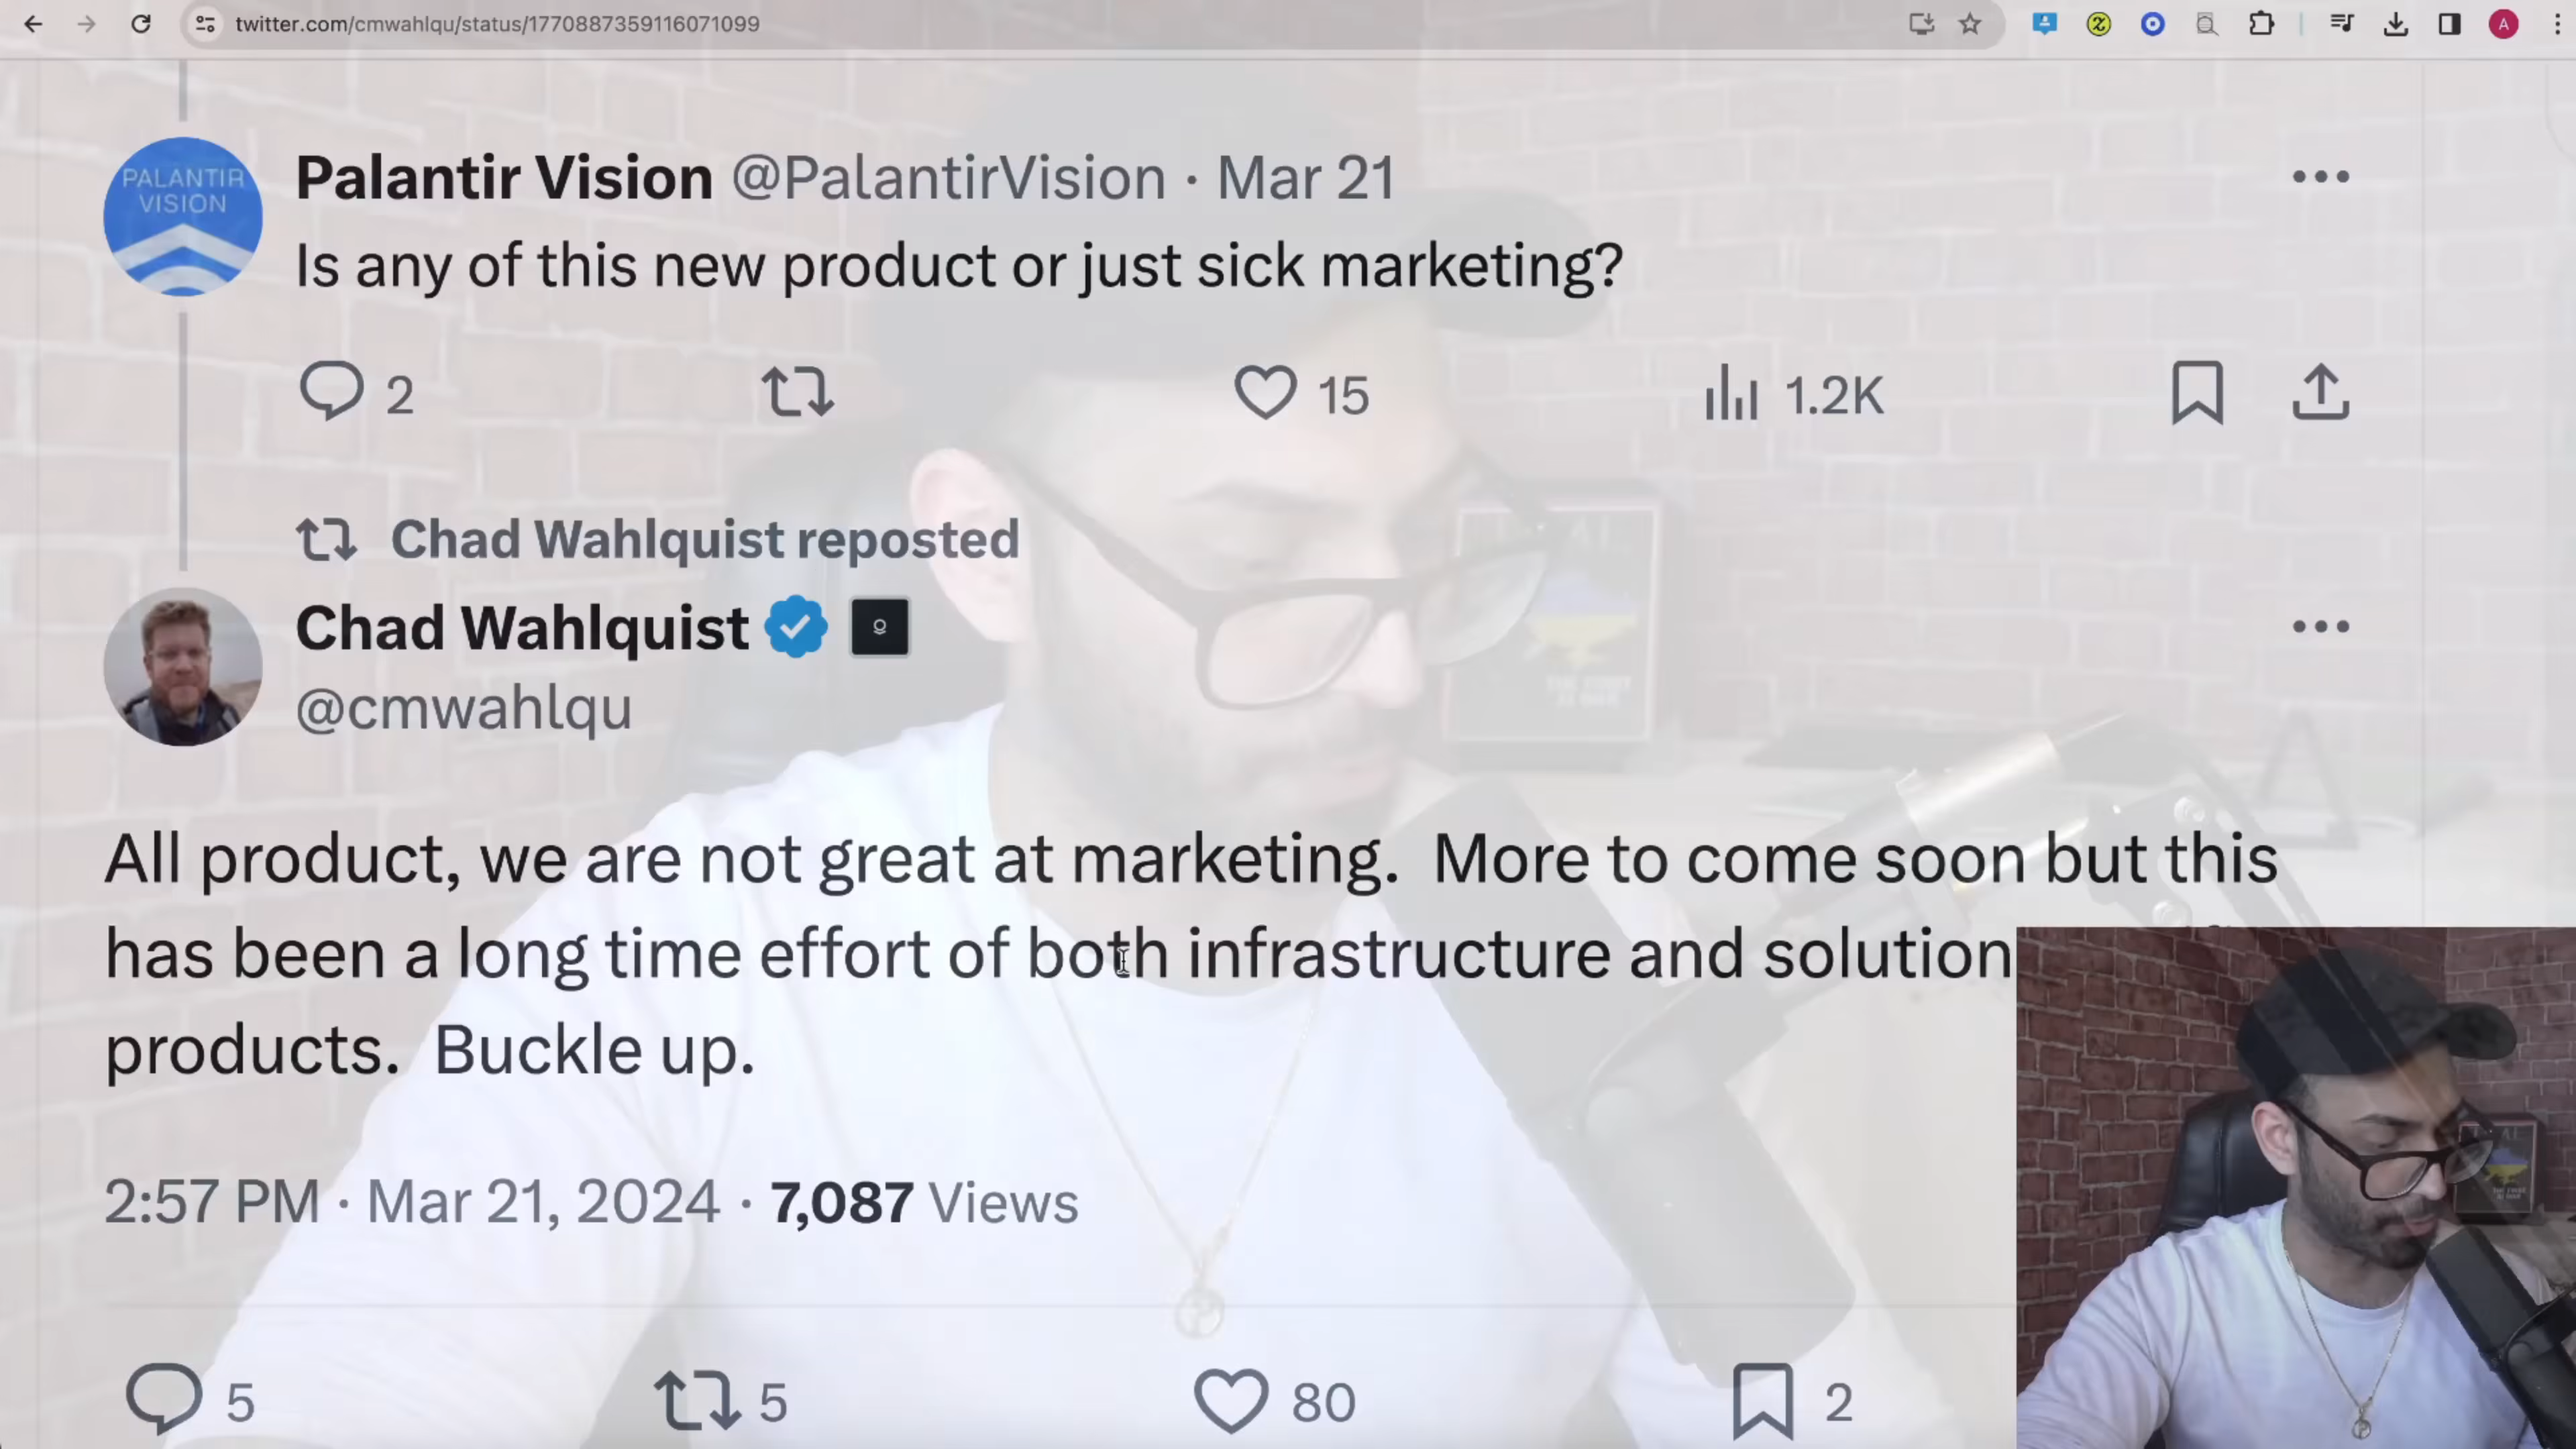 twitter.com/cmwahlqu/status/1770887359116071099
A
PALANTIR
VISION
Palantir Vision @PalantirVision · Mar 21
Is any of this new product or just sick marketing?
2
15
1.2K
Chad Wahlquist reposted
Chad Wahlquist
@cmwahlqu
All product, we are not great at marketing. More to come soon but this
has been a long time effort of both infrastructure and solution
products. Buckle up.
2:57 PM · Mar 21, 2024 · 7,087 Views
5
5
80
2